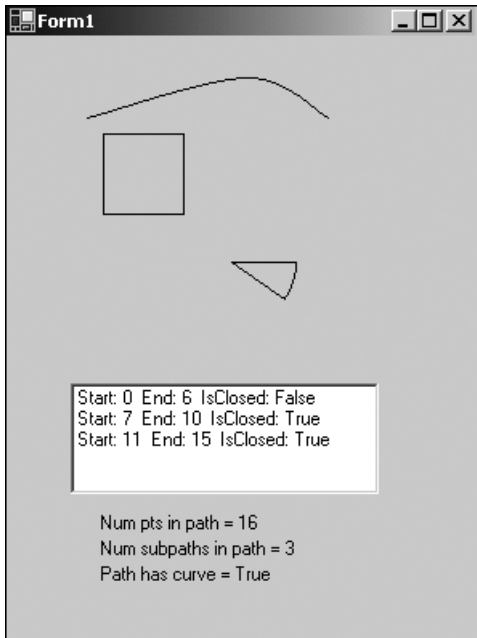 Form1
Start: 0 End: 6 IsClosed: False
Start: 7 End: 10 IsClosed: True
Start: 11 End: 15 IsClosed: True
Num pts in path = 16
Num subpaths in path = 3
Path has curve = True